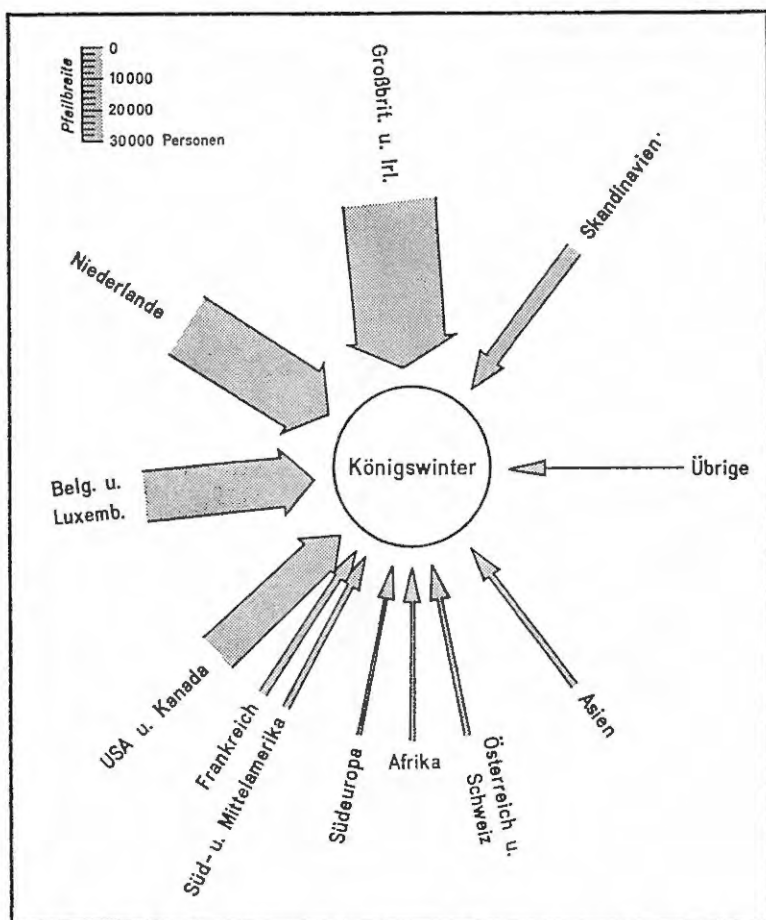 Pfeilbreite
0
10000
20000
30000 Personen
Großbrit. u. Irl.
Skandinavien
Niederlande
Königswinter
Übrige
Belg. u.
Luxemb.
USA u. Kanada
Frankreich
Süd- u. Mittelamerika
Südeuropa
Afrika
Österreich u.
Schweiz
Asien